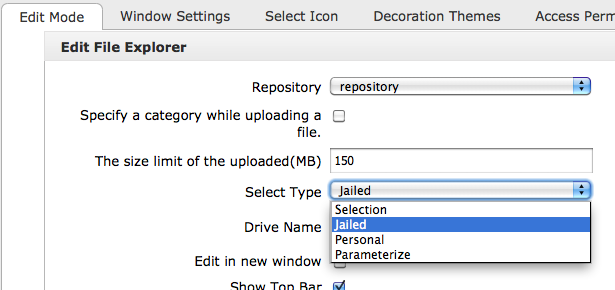 Edit Mode Window Settings Select Icon Decoration Themes Access Perm
Edit File Explorer
Repository repository
Specify a category while uploading a
file.
The size limit of the uploaded(MB) 150
Select Type Jailed
Selection
Drive Name Jailed
Personal
Parameterize
Edit in new window
Show Top Bar